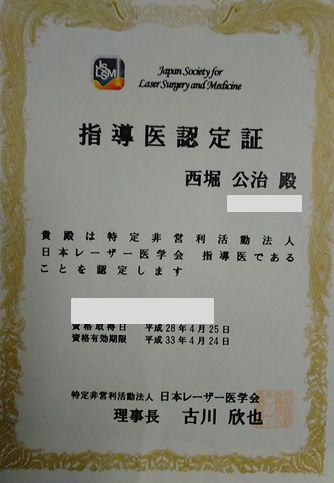 JSLSM
Japan Society for
Laser Surgery and Medicine
指導医認定証
西堀 公治 殿
貴殿は特定非営利活動法人
日本レーザー医学会 指導医である
ことを認定します
資格取得日 平成28年4月25日
資格有効期限 平成33年4月24日
特定非営利活動法人 日本レーザー医学会
理事長 古川 欣也